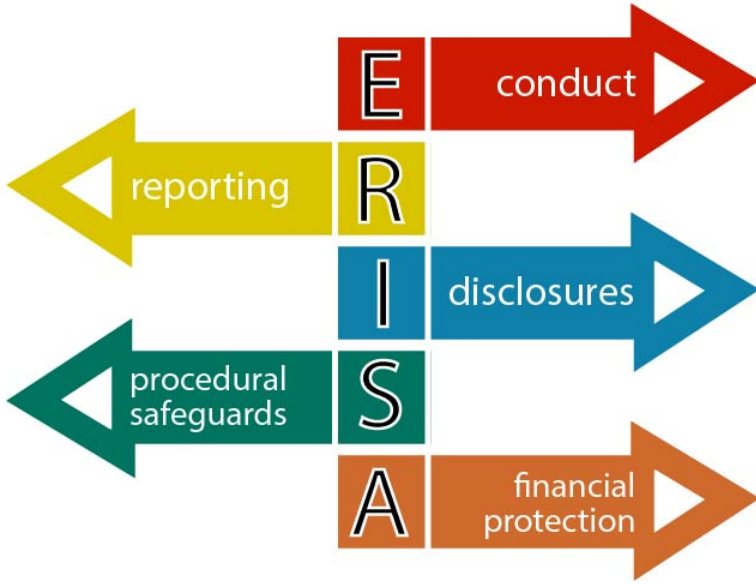 E conduct
reporting R
I disclosures
procedural
safeguards S
A financial
protection